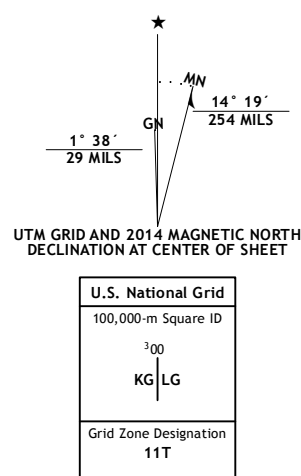 ★
MN
GN
14° 19´
254 MILS
1° 38´
29 MILS
UTM GRID AND 2014 MAGNETIC NORTH
DECLINATION AT CENTER OF SHEET
U.S. National Grid
100,000-m Square ID
³00
KG LG
Grid Zone Designation
11T